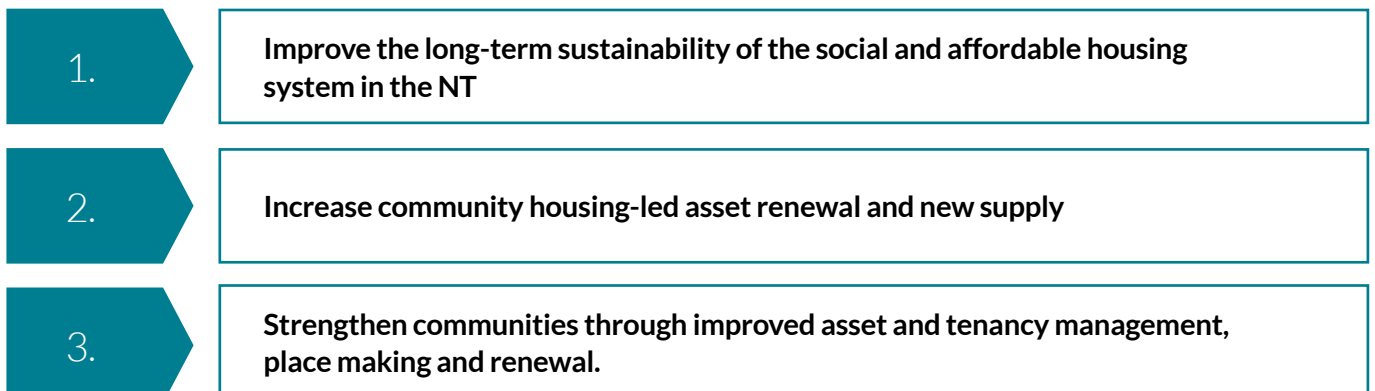 1.
Improve the long-term sustainability of the social and affordable housing
system in the NT
2.
Increase community housing-led asset renewal and new supply
3.
Strengthen communities through improved asset and tenancy management,
place making and renewal.